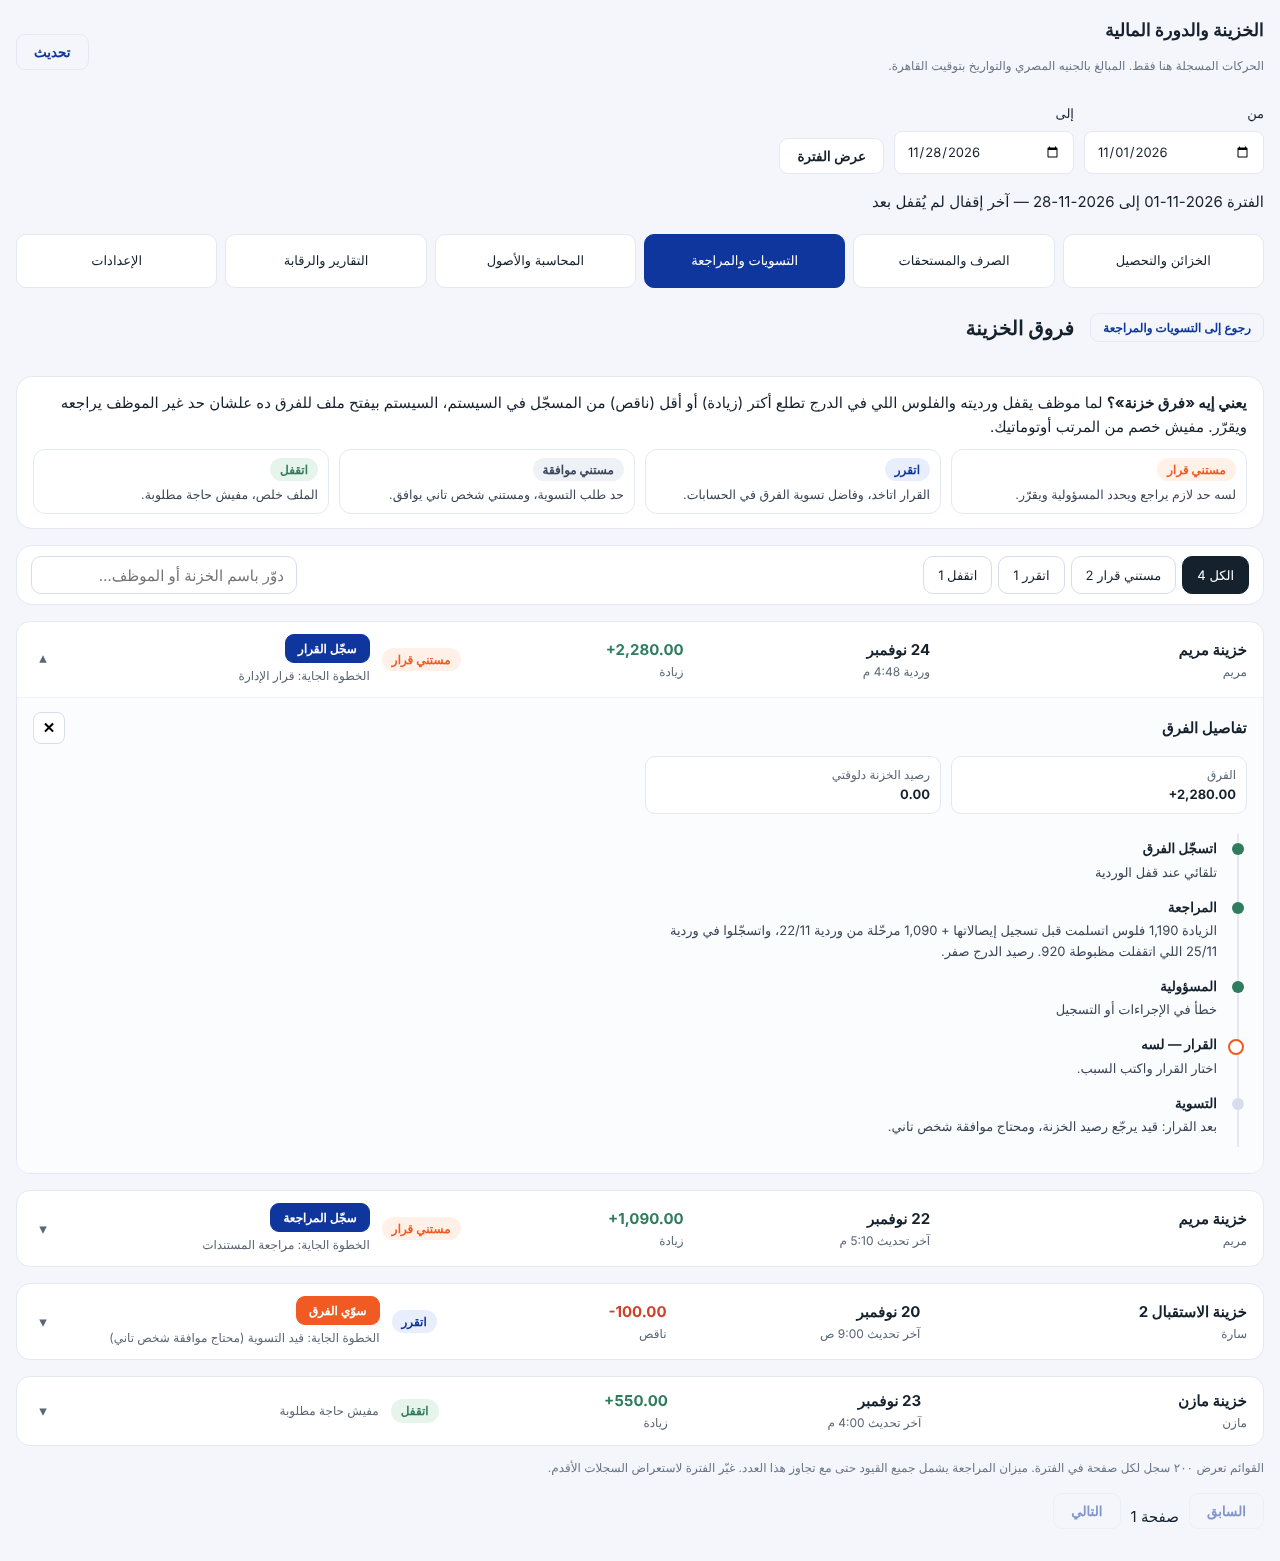 الخزينة والدورة المالية
تحديث
الحركات المسجلة هنا فقط. المبالغ بالجنيه المصري والتواريخ بتوقيت القاهرة.
من
إلى
11/01/2026
11/28/2026
عرض الفترة
الفترة 2026-11-01 إلى 2026-11-28 — آخر إقفال لم يُقفل بعد
الخزائن والتحصيل
الصرف والمستحقات
التسويات والمراجعة
المحاسبة والأصول
التقارير والرقابة
الإعدادات
رجوع إلى التسويات والمراجعة
فروق الخزينة
يعني إيه «فرق خزنة»؟ لما موظف يقفل ورديته والفلوس اللي في الدرج تطلع أكتر (زيادة) أو أقل (ناقص) من المسجّل في السيستم، السيستم بيفتح ملف للفرق ده علشان حد غير الموظف يراجعه
ويقرّر. مفيش خصم من المرتب أوتوماتيك.
مستني قرار
لسه حد لازم يراجع ويحدد المسؤولية ويقرّر.
اتقرر
القرار اتاخد، وفاضل تسوية الفرق في الحسابات.
مستني موافقة
حد طلب التسوية، ومستني شخص تاني يوافق.
اتقفل
الملف خلص، مفيش حاجة مطلوبة.
الكل 4
مستني قرار 2
اتقرر 1
اتقفل 1
دوّر باسم الخزنة أو الموظف...
خزينة مريم
مريم
24 نوفمبر
وردية 4:48 م
+2,280.00
زيادة
مستني قرار
سجّل القرار
الخطوة الجاية: قرار الإدارة
▲
تفاصيل الفرق
✕
الفرق
+2,280.00
رصيد الخزنة دلوقتي
0.00
اتسجّل الفرق
تلقائي عند قفل الوردية
المراجعة
الزيادة 1,190 فلوس اتسلمت قبل تسجيل إيصالاتها + 1,090 مرحّلة من وردية 22/11، واتسجّلوا في وردية
25/11 اللي اتقفلت مظبوطة 920. رصيد الدرج صفر.
المسؤولية
خطأ في الإجراءات أو التسجيل
القرار — لسه
اختار القرار واكتب السبب.
التسوية
بعد القرار: قيد يرجّع رصيد الخزنة، ومحتاج موافقة شخص تاني.
خزينة مريم
مريم
22 نوفمبر
آخر تحديث 5:10 م
+1,090.00
زيادة
مستني قرار
سجّل المراجعة
الخطوة الجاية: مراجعة المستندات
▼
خزينة الاستقبال 2
سارة
20 نوفمبر
آخر تحديث 9:00 ص
-100.00
ناقص
اتقرر
سوّي الفرق
الخطوة الجاية: قيد التسوية (محتاج موافقة شخص تاني)
▼
خزينة مازن
مازن
23 نوفمبر
آخر تحديث 4:00 م
+550.00
زيادة
اتقفل
مفيش حاجة مطلوبة
▼
القوائم تعرض ٢٠٠ سجل لكل صفحة في الفترة. ميزان المراجعة يشمل جميع القيود حتى مع تجاوز هذا العدد. غيّر الفترة لاستعراض السجلات الأقدم.
السابق
صفحة 1
التالي